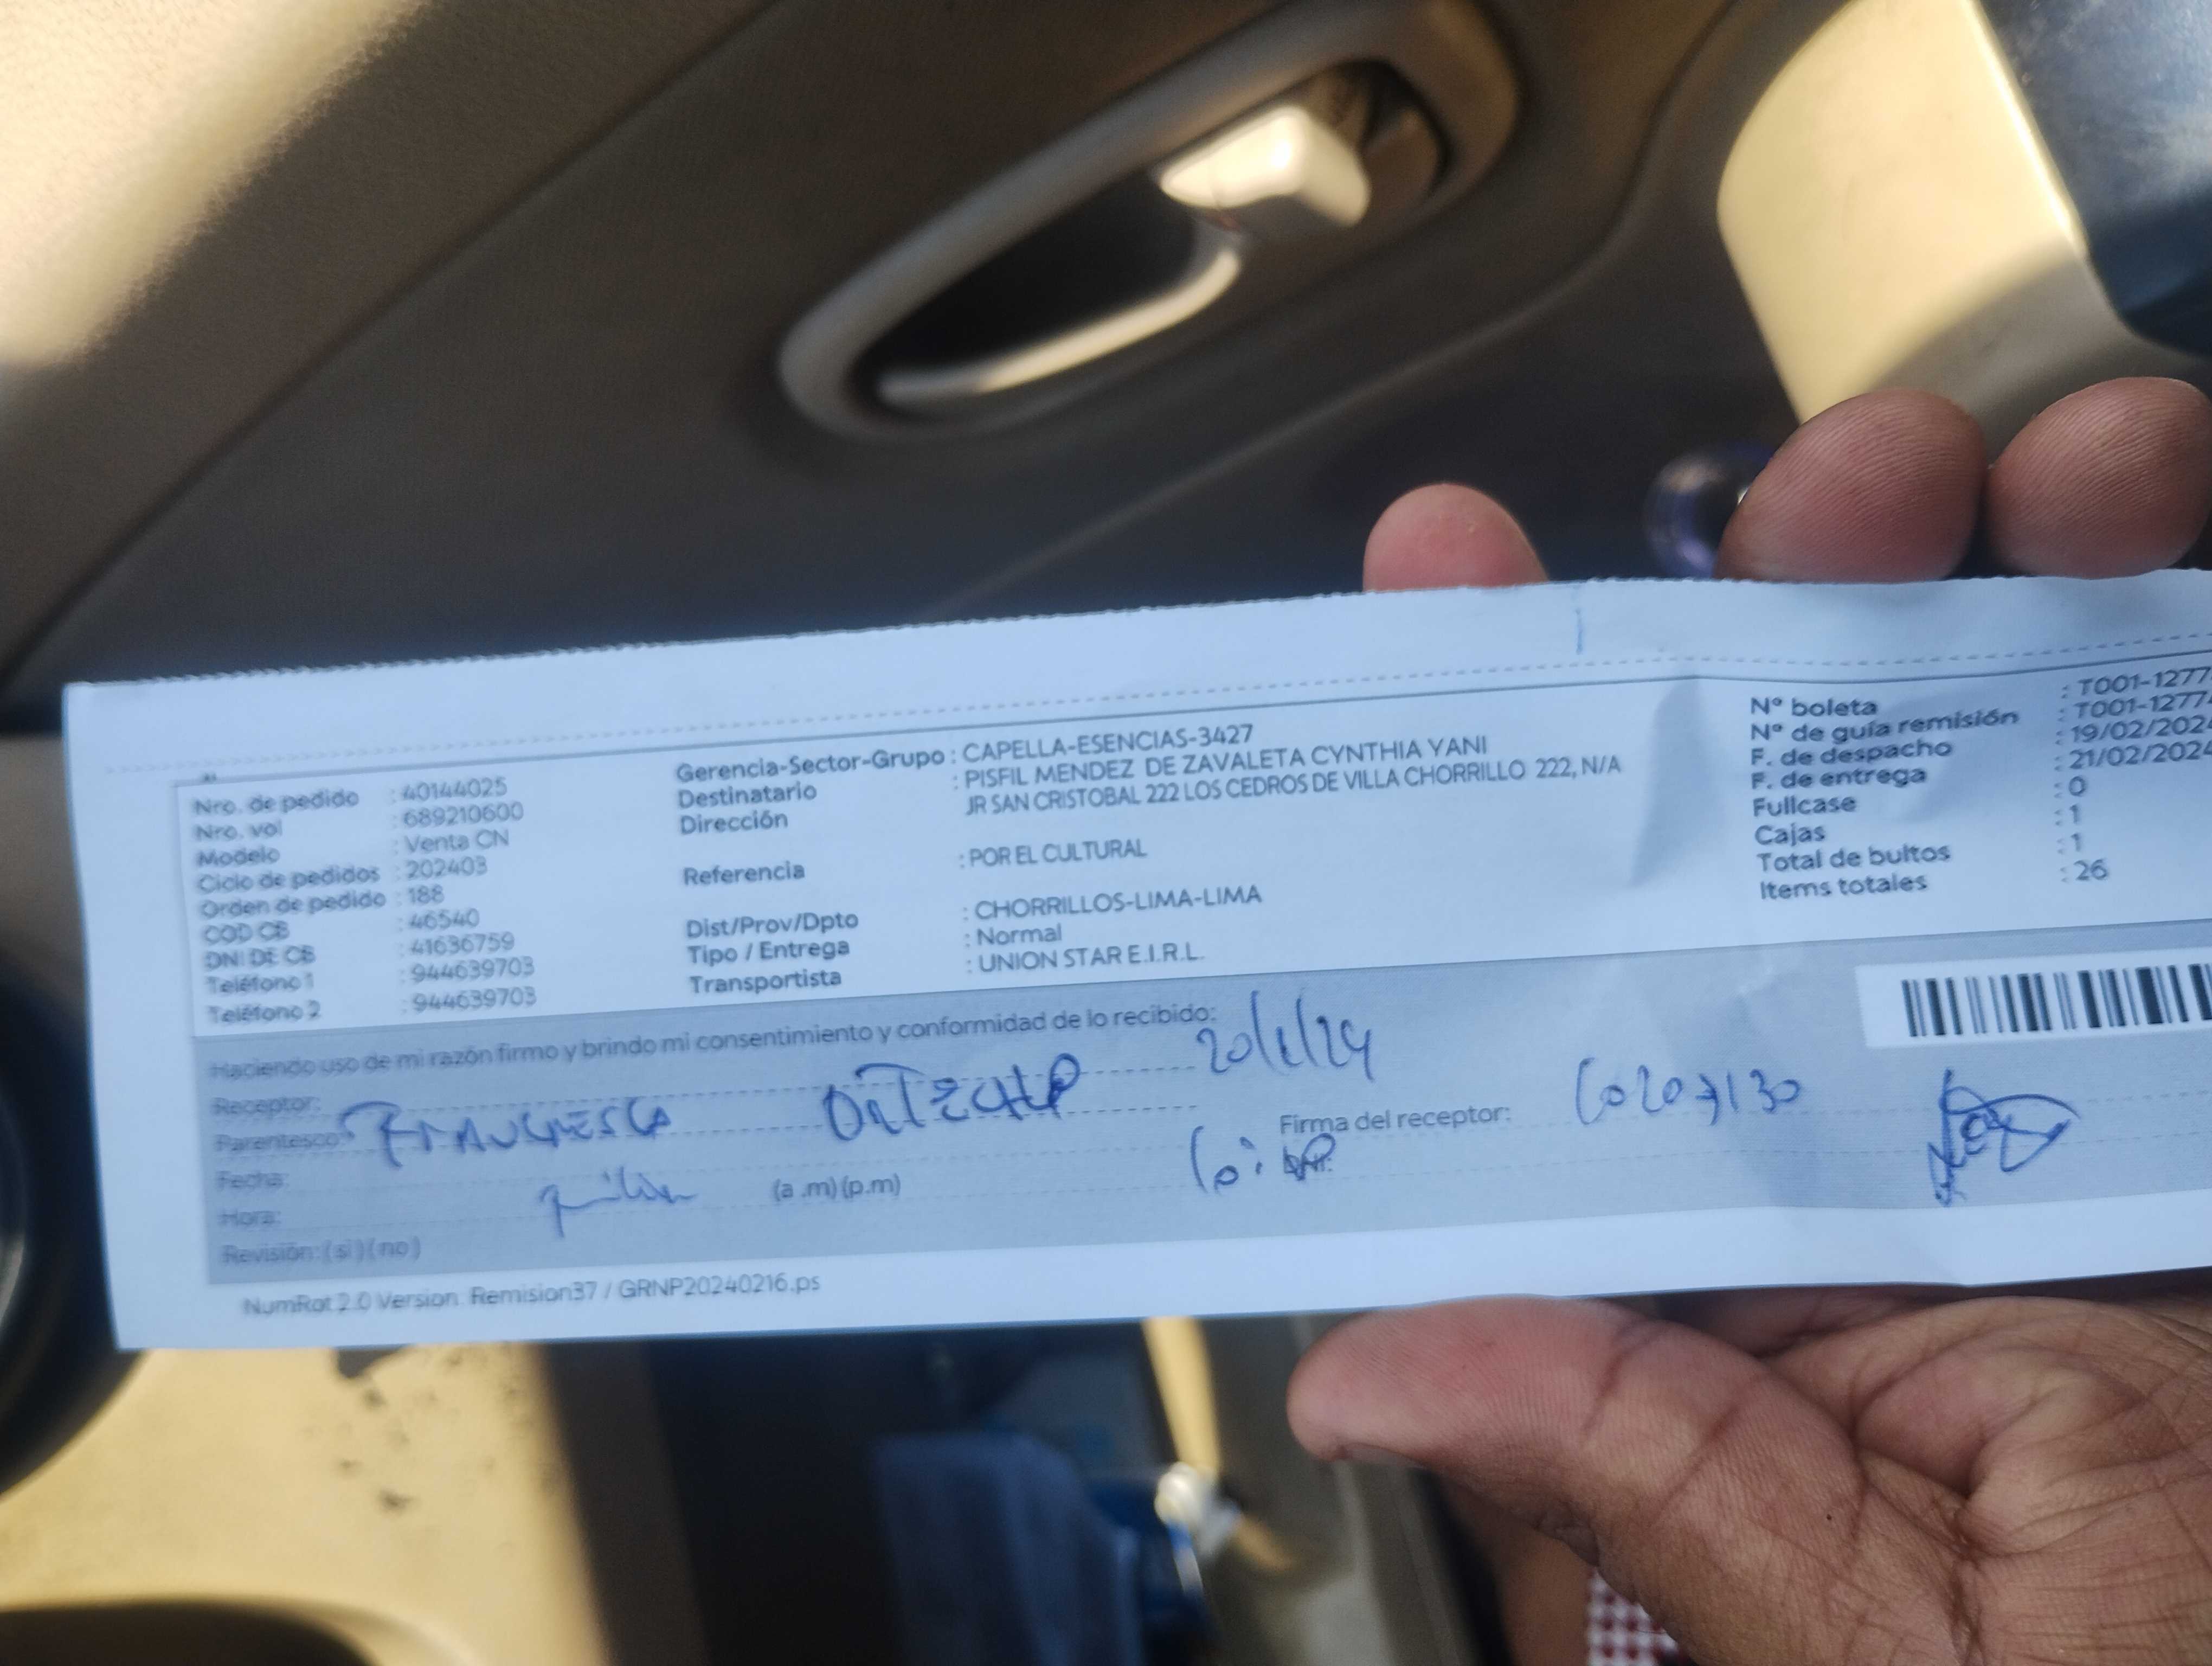 Nro. de pedido : 40144025
Nro. vol : 689210600
Modelo : Venta CN
Ciclo de pedidos : 202403
Orden de pedido : 188
COD CB : 46540
DNI DE CB : 41636759
Teléfono 1 : 944639703
Teléfono 2 : 944639703
Gerencia-Sector-Grupo : CAPELLA-ESENCIAS-3427
Destinatario : PISFIL MENDEZ DE ZAVALETA CYNTHIA YANI
Dirección JR SAN CRISTOBAL 222 LOS CEDROS DE VILLA CHORRILLO 222, N/A
Referencia : POR EL CULTURAL
Dist/Prov/Dpto : CHORRILLOS-LIMA-LIMA
Tipo / Entrega : Normal
Transportista : UNION STAR E.I.R.L.
Nº boleta : T001-1277
Nº de guía remisión : T001-1277
F. de despacho : 19/02/2024
F. de entrega : 21/02/2024
Fullcase : 0
Cajas : 1
Total de bultos : 1
Items totales : 26
Haciendo uso de mi razón firmo y brindo mi consentimiento y conformidad de lo recibido:
Receptor:
Parentesco:
Fecha:
Hora: (a .m) (p.m)
Revisión: ( si ) ( no )
Firma del receptor:
NumRot 2.0 Version. Remision37 / GRNP20240216.ps